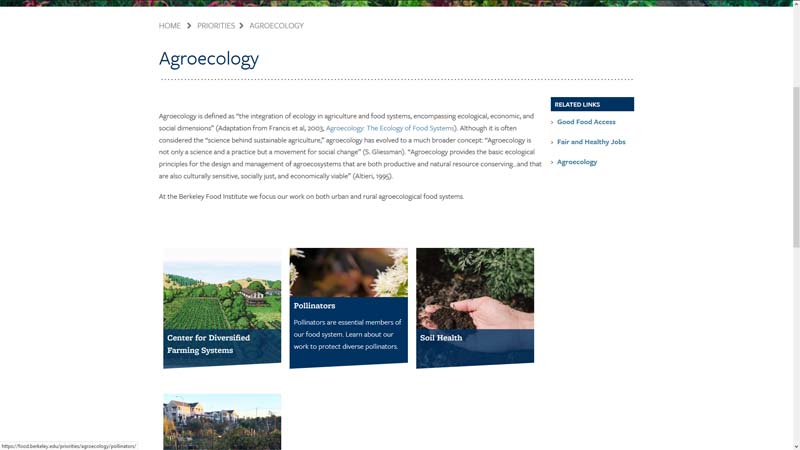 HOME > PRIORITIES > AGROECOLOGY
Agroecology
Agroecology is defined as “the integration of ecology in agriculture and food systems, encompassing ecological, economic, and
social dimensions” (Adaptation from Francis et al, 2003, Agroecology: The Ecology of Food Systems). Although it is often
considered the “science behind sustainable agriculture,” agroecology has evolved to a much broader concept: “Agroecology is
not only a science and a practice but a movement for social change” (S. Gliessman). “Agroecology provides the basic ecological
principles for the design and management of agroecosystems that are both productive and natural resource conserving...and that
are also culturally sensitive, socially just, and economically viable” (Altieri, 1995).
At the Berkeley Food Institute we focus our work on both urban and rural agroecological food systems.
RELATED LINKS
> Good Food Access
> Fair and Healthy Jobs
> Agroecology
Center for Diversified
Farming Systems
Pollinators
Pollinators are essential members of
our food system. Learn about our
work to protect diverse pollinators.
Soil Health
https://food.berkeley.edu/priorities/agroecology/pollinators/